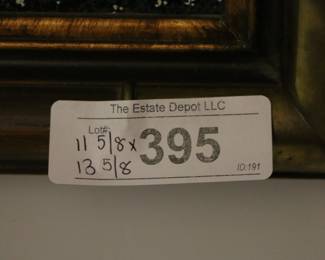 The Estate Depot LLC
Lot#:
395
11 5/8 x
13 5/8
ID:191